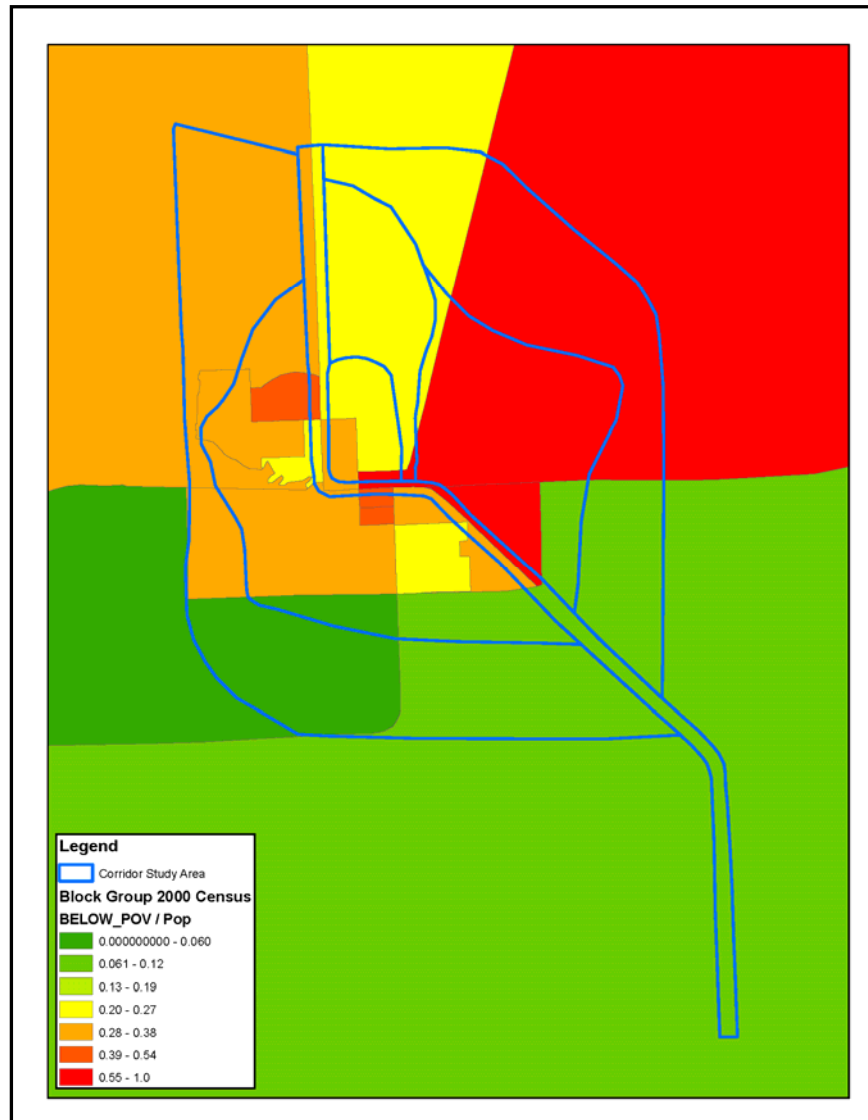 Legend
Corridor Study Area
Block Group 2000 Census
BELOW_POV / Pop
0.000000000 - 0.060
0.061 - 0.12
0.13 - 0.19
0.20 - 0.27
0.28 - 0.38
0.39 - 0.54
0.55 - 1.0